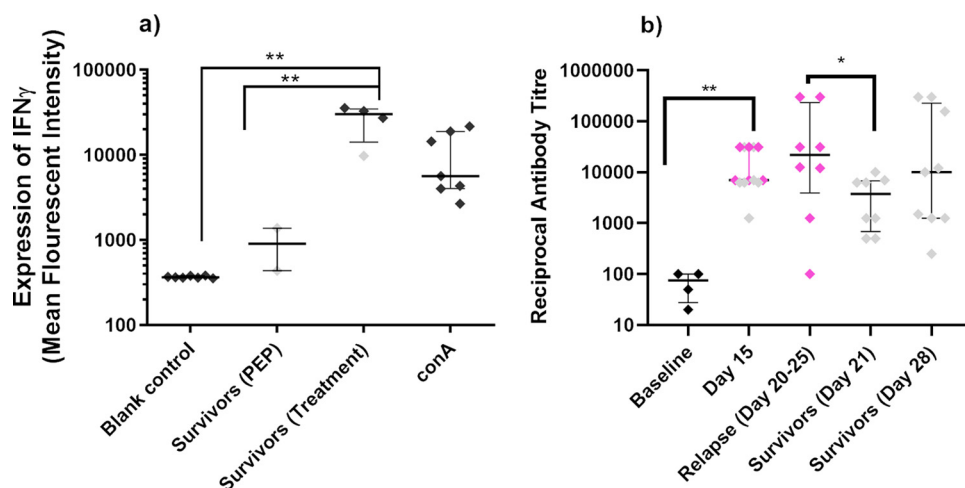 a)
Expression of IFNγ
(Mean Flourescent Intensity)
100000
10000
1000
100
**
**
Blank control
Survivors (PEP)
Survivors (Treatment)
conA
b)
Reciprocal Antibody Titre
1000000
100000
10000
1000
100
10
**
*
Baseline
Day 15
Relapse (Day 20-25)
Survivors (Day 21)
Survivors (Day 28)